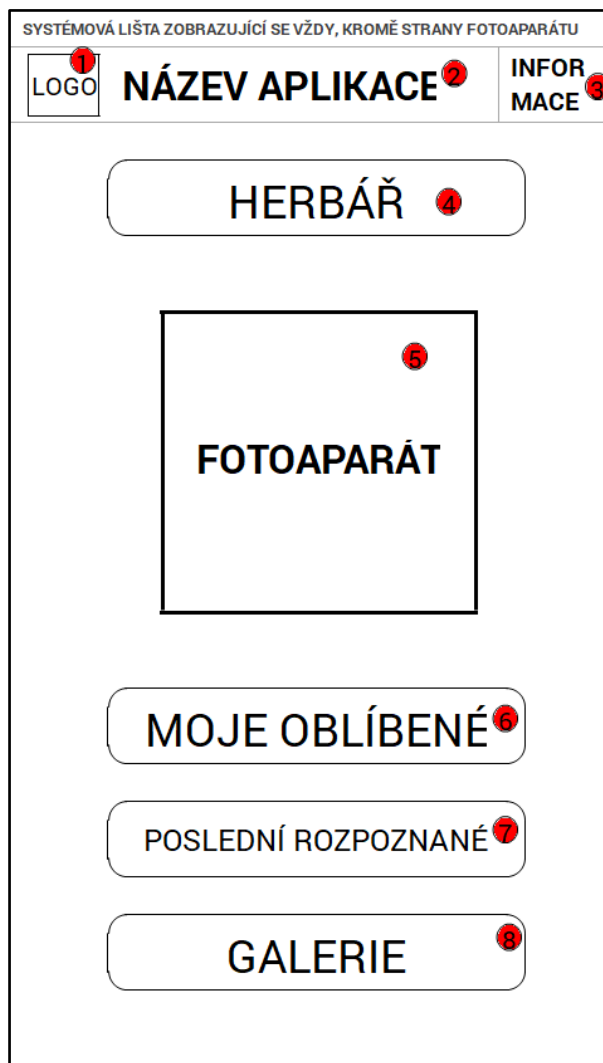 SYSTÉMOVÁ LIŠTA ZOBRAZUJÍCÍ SE VŽDY, KROMĚ STRANY FOTOAPARÁTU
1
LOGO
NÁZEV APLIKACE 2
INFOR
MACE 3
HERBÁŘ 4
5
FOTOAPARÁT
MOJE OBLÍBENÉ 6
POSLEDNÍ ROZPOZNANÉ 7
GALERIE 8